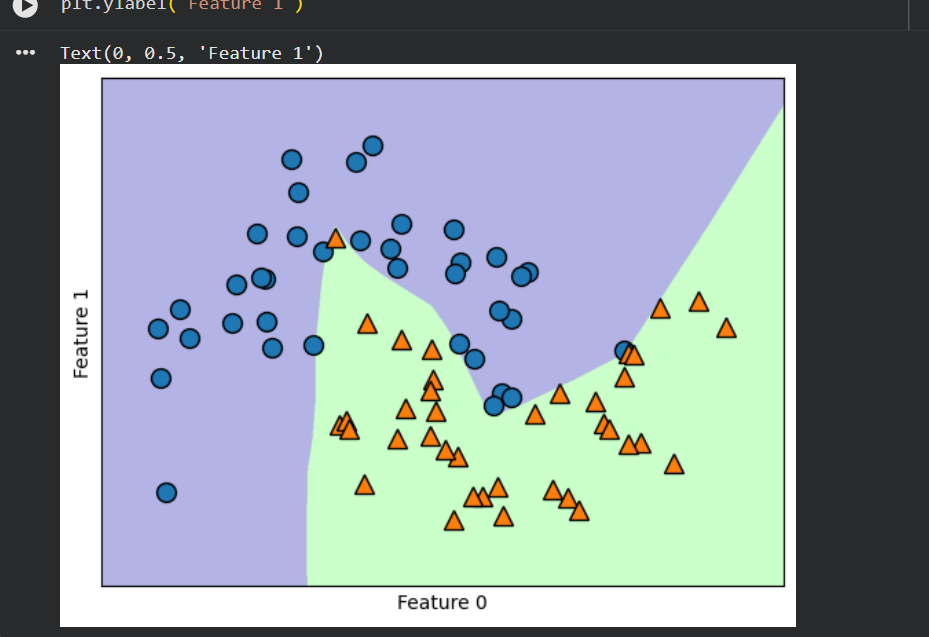 plt.ylabel("Feature 1")
Text(0, 0.5, 'Feature 1')
Feature 1
Feature 0